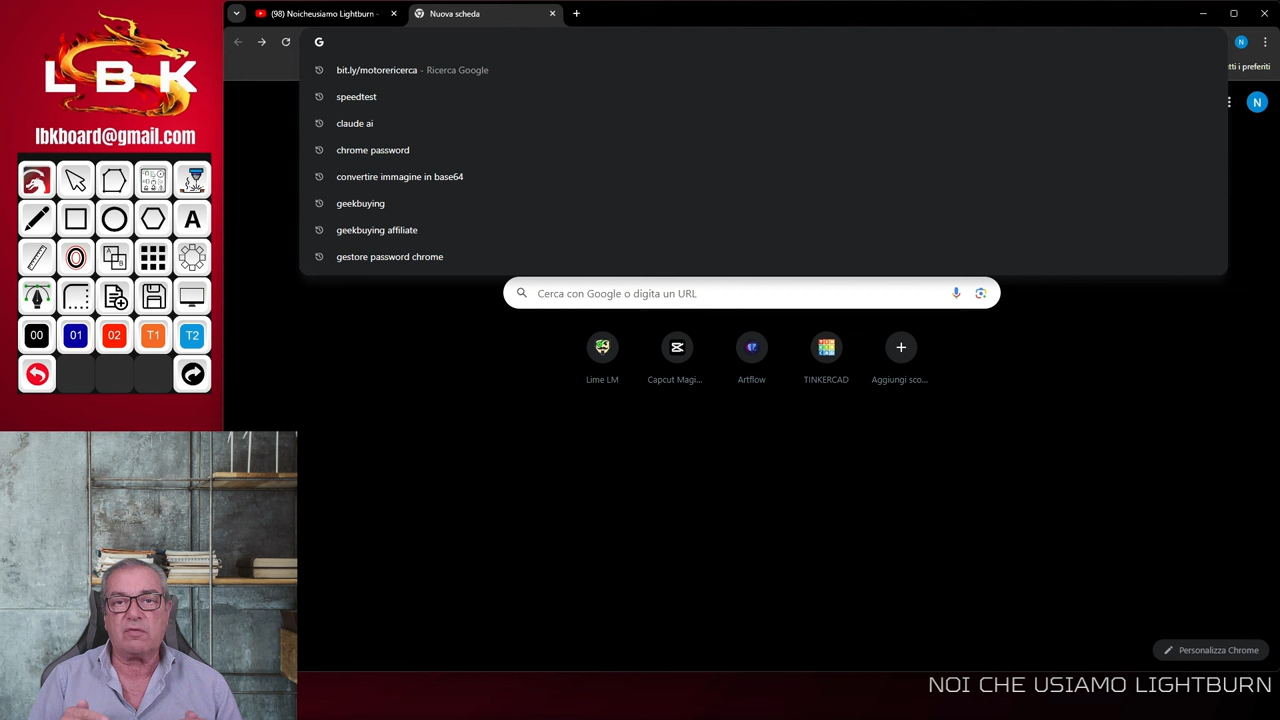 LBK
lbkboard@gmail.com
A
00
01
02
T1
T2
(98) Noicheusiamo Lightburn -
Nuova scheda
G
N
bit.ly/motorericerca - Ricerca Google
speedtest
claude ai
chrome password
convertire immagine in base64
geekbuying
geekbuying affiliate
gestore password chrome
tti i preferiti
N
Cerca con Google o digita un URL
Lime LM
Capcut Magi...
Artflow
TINKERCAD
Aggiungi sco...
Personalizza Chrome
NOI CHE USIAMO LIGHTBURN